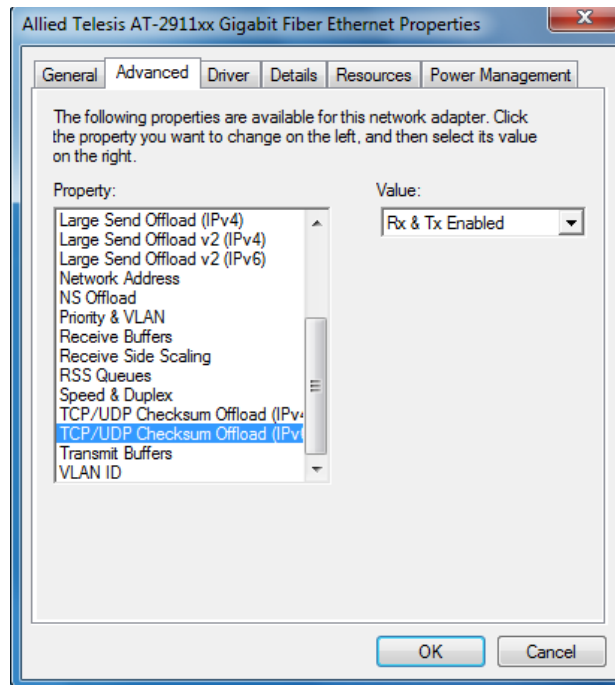 Allied Telesis AT-2911xx Gigabit Fiber Ethernet Properties
General Advanced Driver Details Resources Power Management
The following properties are available for this network adapter. Click
the property you want to change on the left, and then select its value
on the right.
Property:
Value:
Large Send Offload (IPv4)
Large Send Offload v2 (IPv4)
Large Send Offload v2 (IPv6)
Network Address
NS Offload
Priority & VLAN
Receive Buffers
Receive Side Scaling
RSS Queues
Speed & Duplex
TCP/UDP Checksum Offload (IPv4
TCP/UDP Checksum Offload (IPv6
Transmit Buffers
VLAN ID
Rx & Tx Enabled
OK
Cancel